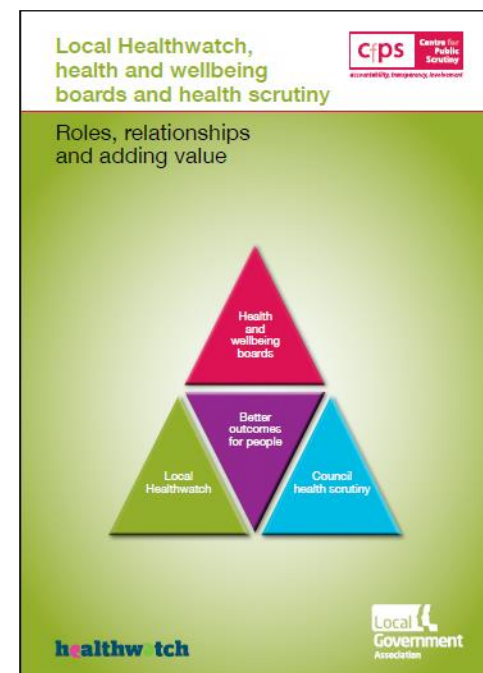 Local Healthwatch,
health and wellbeing
boards and health scrutiny
CfPS
Centre for
Public
Scrutiny
accountability, transparency, involvement
Roles, relationships
and adding value
Health
and
wellbeing
boards
Better
outcomes
for people
Local
Healthwatch
Council
health scrutiny
healthwatch
Local
Government
Association